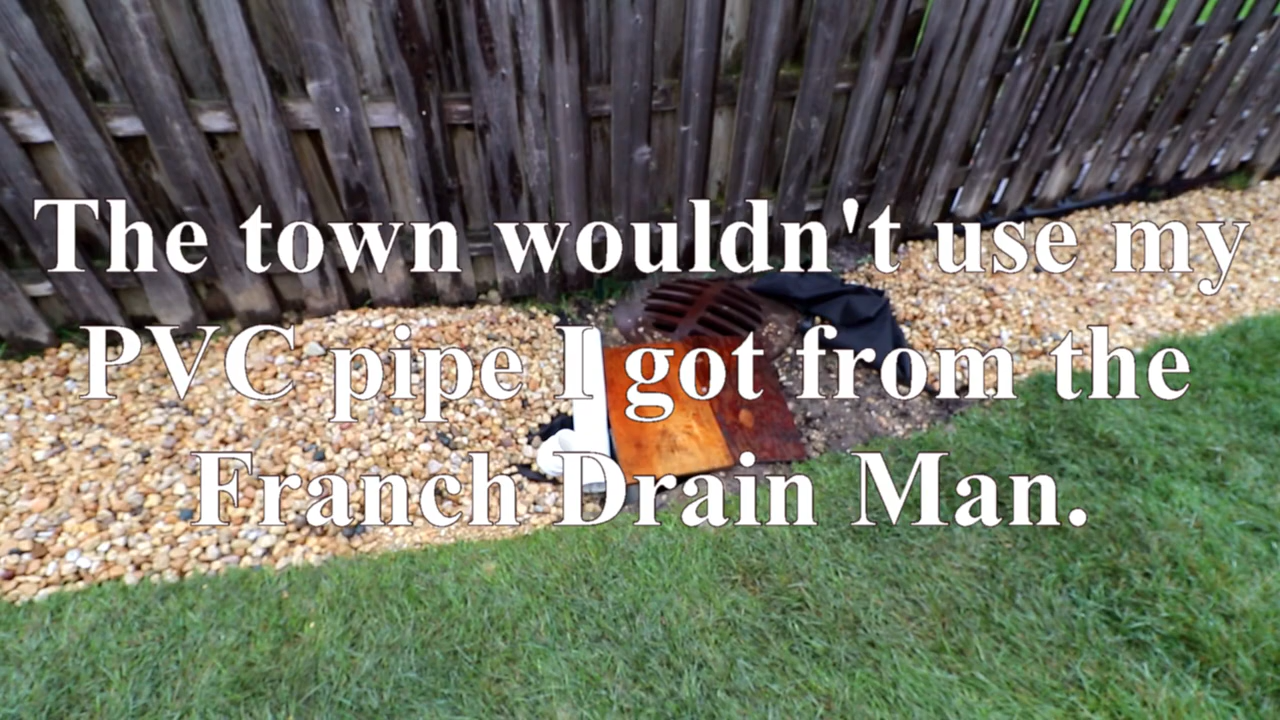 The town wouldn't use my
PVC pipe I got from the
Franch Drain Man.